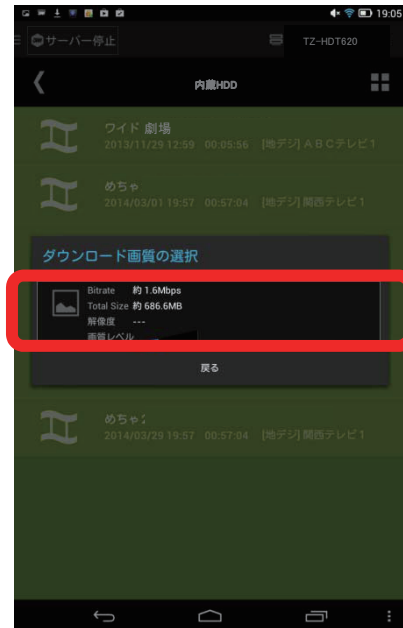 19:05
サーバー停止
TZ-HDT620
内蔵HDD
ワイド 劇場
2013/11/29 12:59 00:05:56 [地デジ] ABCテレビ1
めちゃ
2014/03/01 19:57 00:57:04 [地デジ] 関西テレビ1
ダウンロード画質の選択
Bitrate 約 1.6Mbps
Total Size 約 686.6MB
解像度 ---
画質レベル
戻る
めちゃ
2014/03/29 19:57 00:57:04 [地デジ] 関西テレビ1